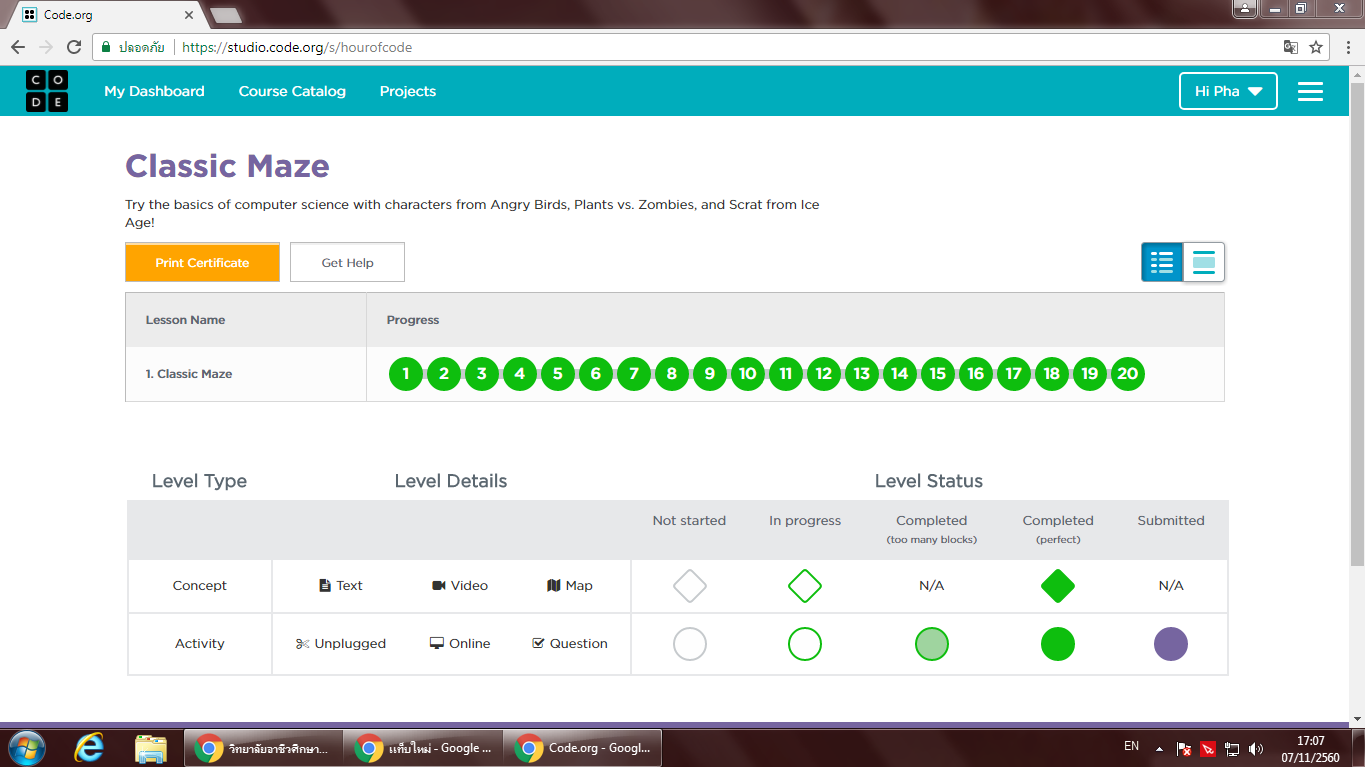 Code.org
ปลอดภัย https://studio.code.org/s/hourofcode
CODE My Dashboard Course Catalog Projects Hi Pha
Classic Maze
Try the basics of computer science with characters from Angry Birds, Plants vs. Zombies, and Scrat from Ice
Age!
Print Certificate Get Help
Lesson Name Progress
1. Classic Maze 1 2 3 4 5 6 7 8 9 10 11 12 13 14 15 16 17 18 19 20
Level Type Level Details Level Status
Not started In progress Completed Completed Submitted
(too many blocks) (perfect)
Concept Text Video Map N/A N/A
Activity Unplugged Online Question
วิทยาลัยอาชีวศึกษา... แท็บใหม่ - Google ... Code.org - Googl... EN 17:07
07/11/2560